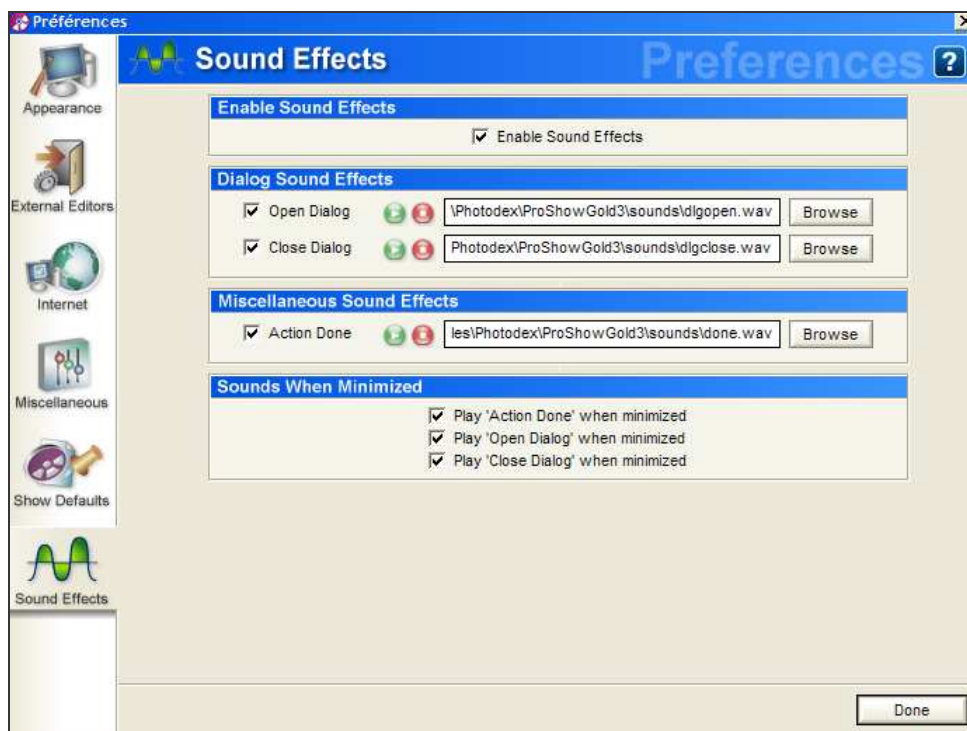 Préférences
Sound Effects
Preferences
?
Appearance
External Editors
Internet
Miscellaneous
Show Defaults
Sound Effects
Enable Sound Effects
Enable Sound Effects
Dialog Sound Effects
Open Dialog \Photodex\ProShowGold3\sounds\dlgopen.wav Browse
Close Dialog Photodex\ProShowGold3\sounds\dlgclose.wav Browse
Miscellaneous Sound Effects
Action Done les\Photodex\ProShowGold3\sounds\done.wav Browse
Sounds When Minimized
Play 'Action Done' when minimized
Play 'Open Dialog' when minimized
Play 'Close Dialog' when minimized
Done